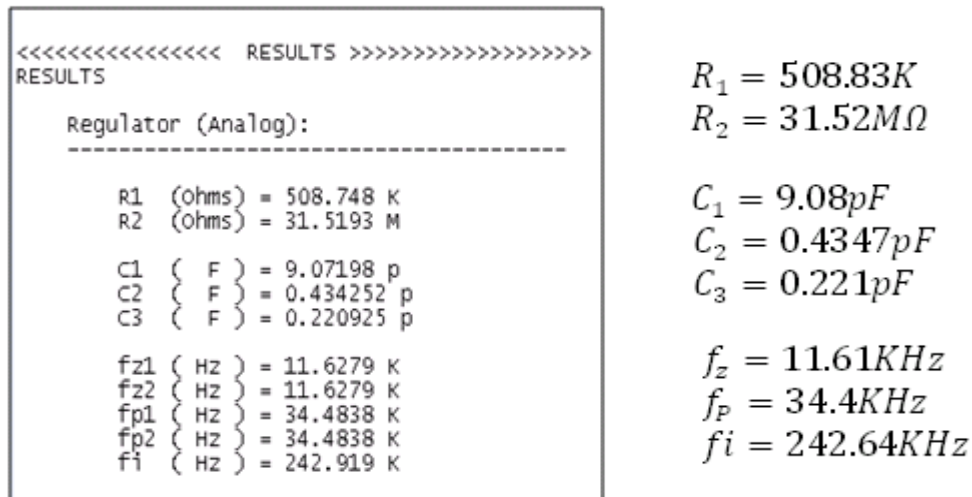 <<<<<<<<<<<<<<<< RESULTS >>>>>>>>>>>>>>>>>>>
RESULTS
Regulator (Analog):
---------------------------------------
R1 (Ohms) = 508.748 K
R2 (Ohms) = 31.5193 M
C1 ( F ) = 9.07198 p
C2 ( F ) = 0.434252 p
C3 ( F ) = 0.220925 p
fz1 ( Hz ) = 11.6279 K
fz2 ( Hz ) = 11.6279 K
fp1 ( Hz ) = 34.4838 K
fp2 ( Hz ) = 34.4838 K
fi ( Hz ) = 242.919 K
R₁ = 508.83K
R₂ = 31.52MΩ
C₁ = 9.08pF
C₂ = 0.4347pF
C₃ = 0.221pF
f_z = 11.61KHz
f_P = 34.4KHz
fi = 242.64KHz